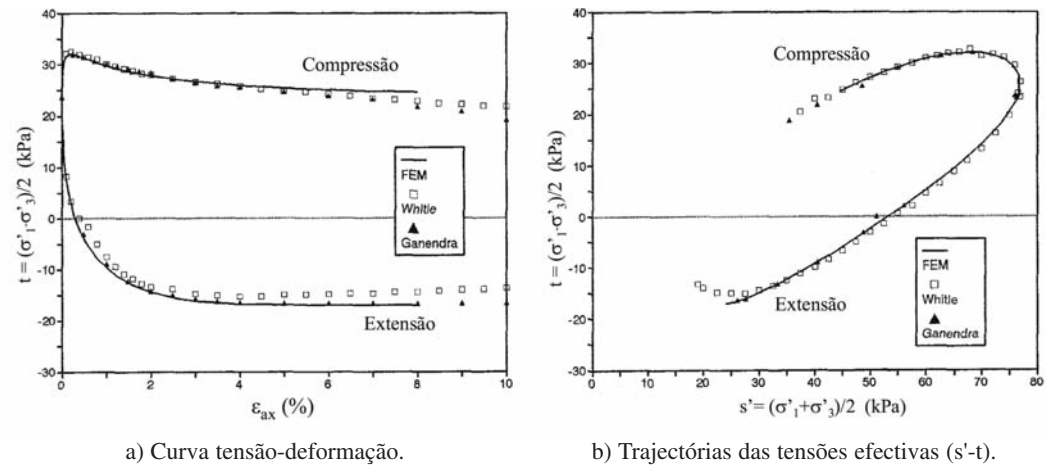 40
30
20
10
0
-10
-20
-30
t = (σ'₁-σ'₃)/2 (kPa)
Compressão
FEM
Whitle
Ganendra
Extensão
0
2
4
6
8
10
ε ax (%)
a) Curva tensão-deformação.
40
30
20
10
0
-10
-20
-30
t = (σ'₁-σ'₃)/2 (kPa)
Compressão
FEM
Whitle
Ganendra
Extensão
0
10
20
30
40
50
60
70
80
s'= (σ'₁+σ'₃)/2 (kPa)
b) Trajectórias das tensões efectivas (s'-t).